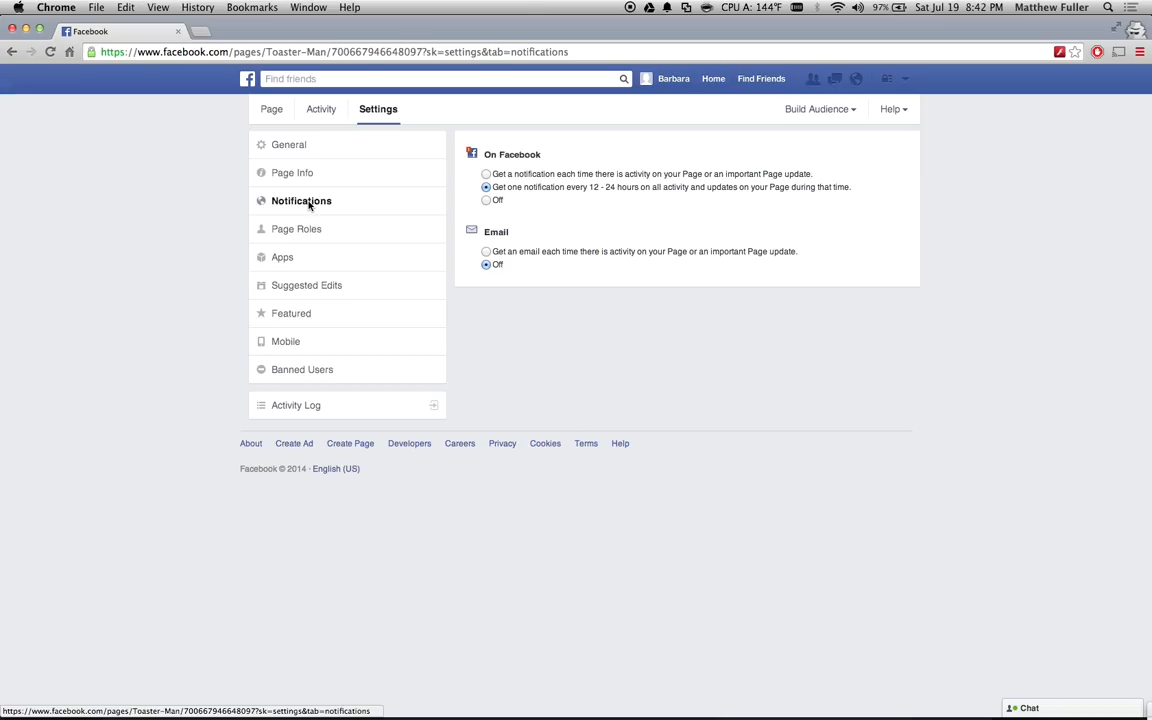 Chrome File Edit View History Bookmarks Window Help CPU A: 144°F 97% Sat Jul 19 8:42 PM Matthew Fuller
Facebook
https://www.facebook.com/pages/Toaster-Man/700667946648097?sk=settings&tab=notifications
Find friends Barbara Home Find Friends
Page Activity Settings Build Audience Help
General
Page Info
Notifications
Page Roles
Apps
Suggested Edits
Featured
Mobile
Banned Users
Activity Log
On Facebook
Get a notification each time there is activity on your Page or an important Page update.
Get one notification every 12 - 24 hours on all activity and updates on your Page during that time.
Off
Email
Get an email each time there is activity on your Page or an important Page update.
Off
About Create Ad Create Page Developers Careers Privacy Cookies Terms Help
Facebook © 2014 · English (US)
https://www.facebook.com/pages/Toaster-Man/700667946648097?sk=settings&tab=notifications
Chat